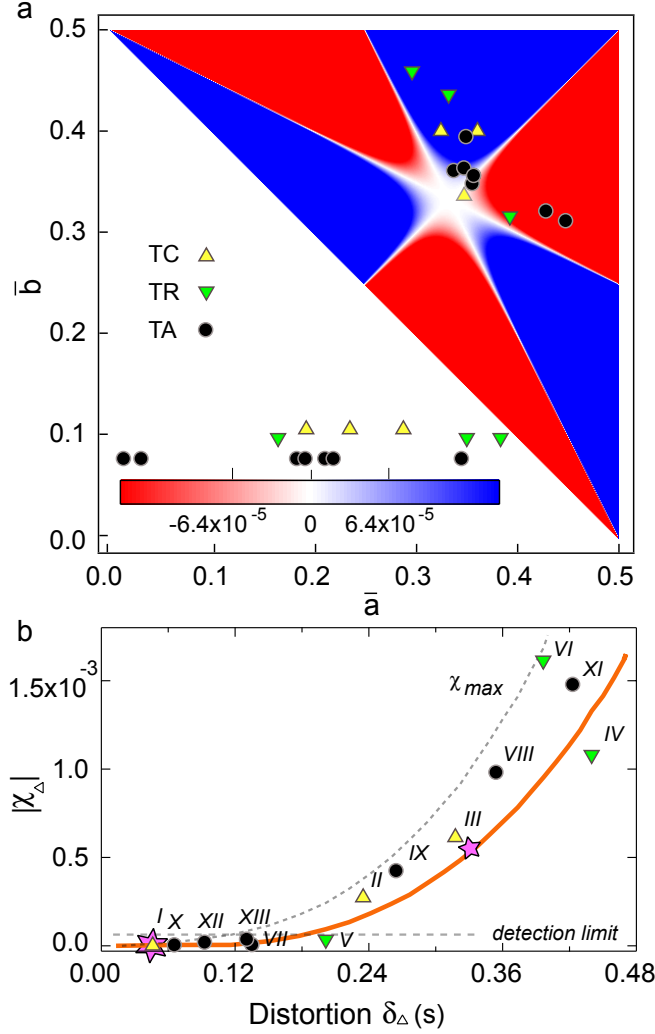 a
0.5
0.4
0.3
0.2
0.1
0.0
b̅
TC
TR
TA
-6.4x10⁻⁵ 0 6.4x10⁻⁵
0.0 0.1 0.2 0.3 0.4 0.5
a̅
b
1.5x10⁻³
1.0
0.5
0.0
|χ△|
χmax
VI
XI
IV
VIII
III
IX
II
I X XII XIII VII V
detection limit
0.00 0.12 0.24 0.36 0.48
Distortion δ△(s)